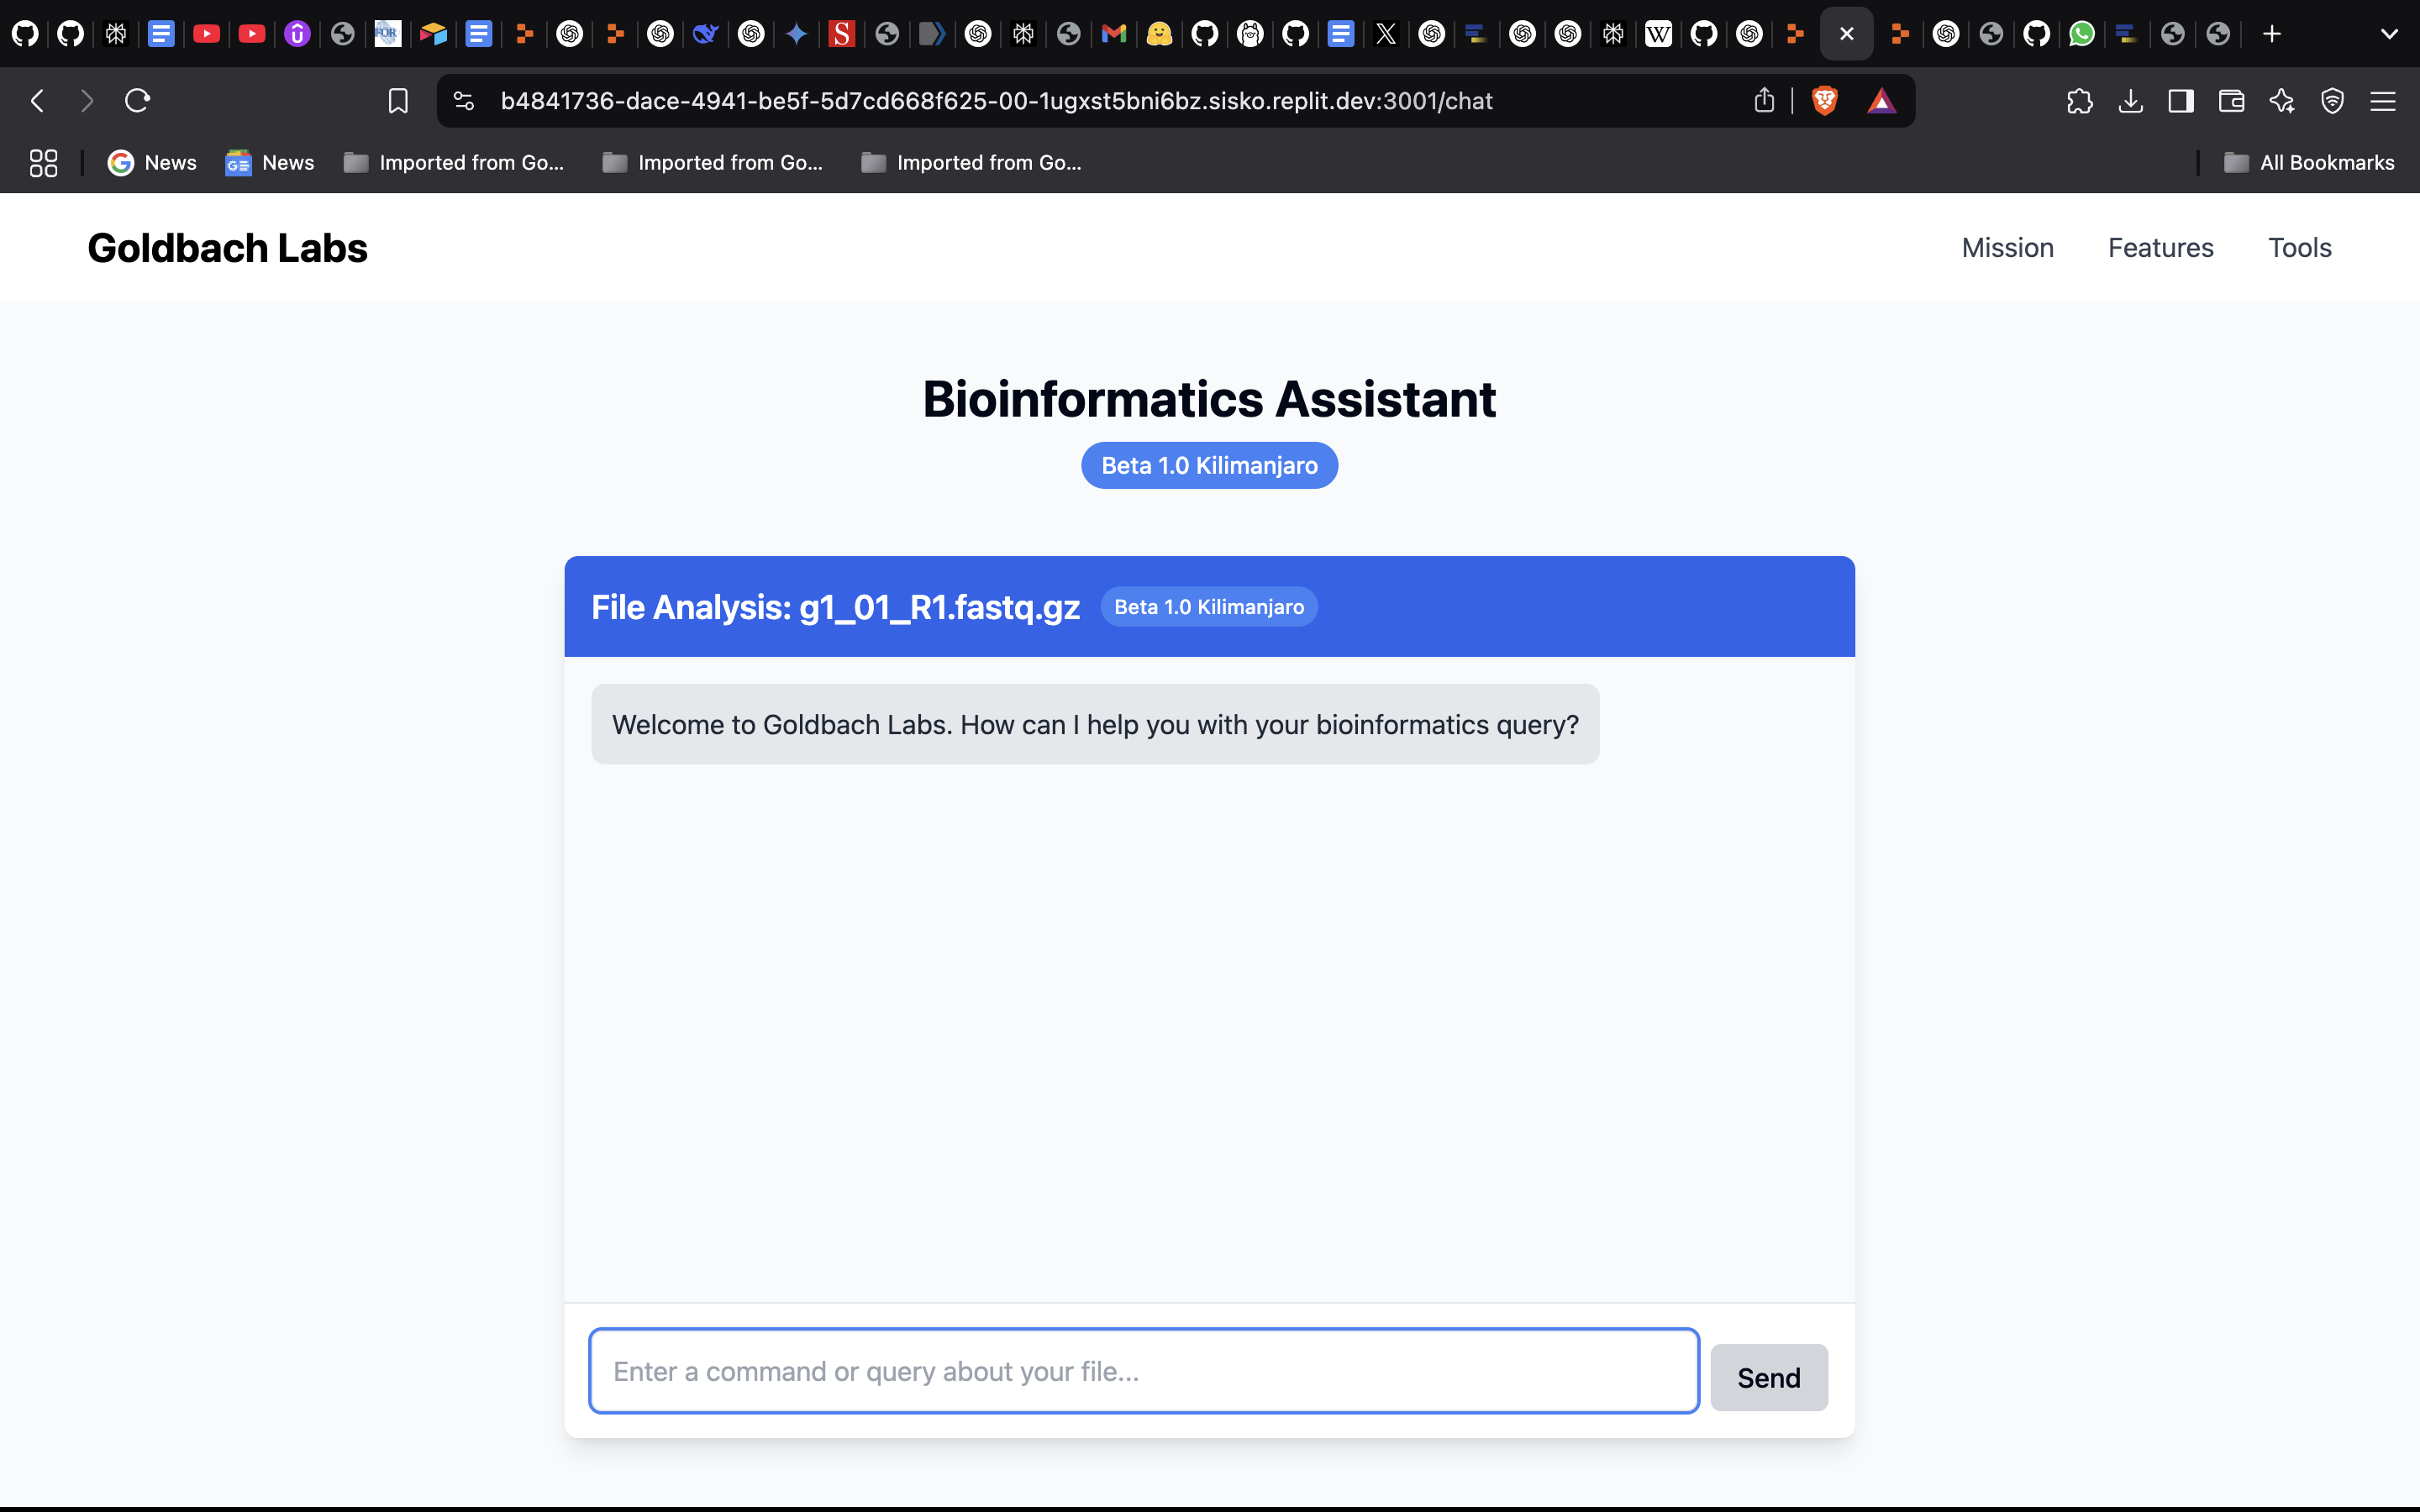 b4841736-dace-4941-be5f-5d7cd668f625-00-1ugxst5bni6bz.sisko.replit.dev:3001/chat
News
News
Imported from Go...
Imported from Go...
Imported from Go...
All Bookmarks
Goldbach Labs
Mission
Features
Tools
Bioinformatics Assistant
Beta 1.0 Kilimanjaro
File Analysis: g1_01_R1.fastq.gz
Beta 1.0 Kilimanjaro
Welcome to Goldbach Labs. How can I help you with your bioinformatics query?
Enter a command or query about your file...
Send